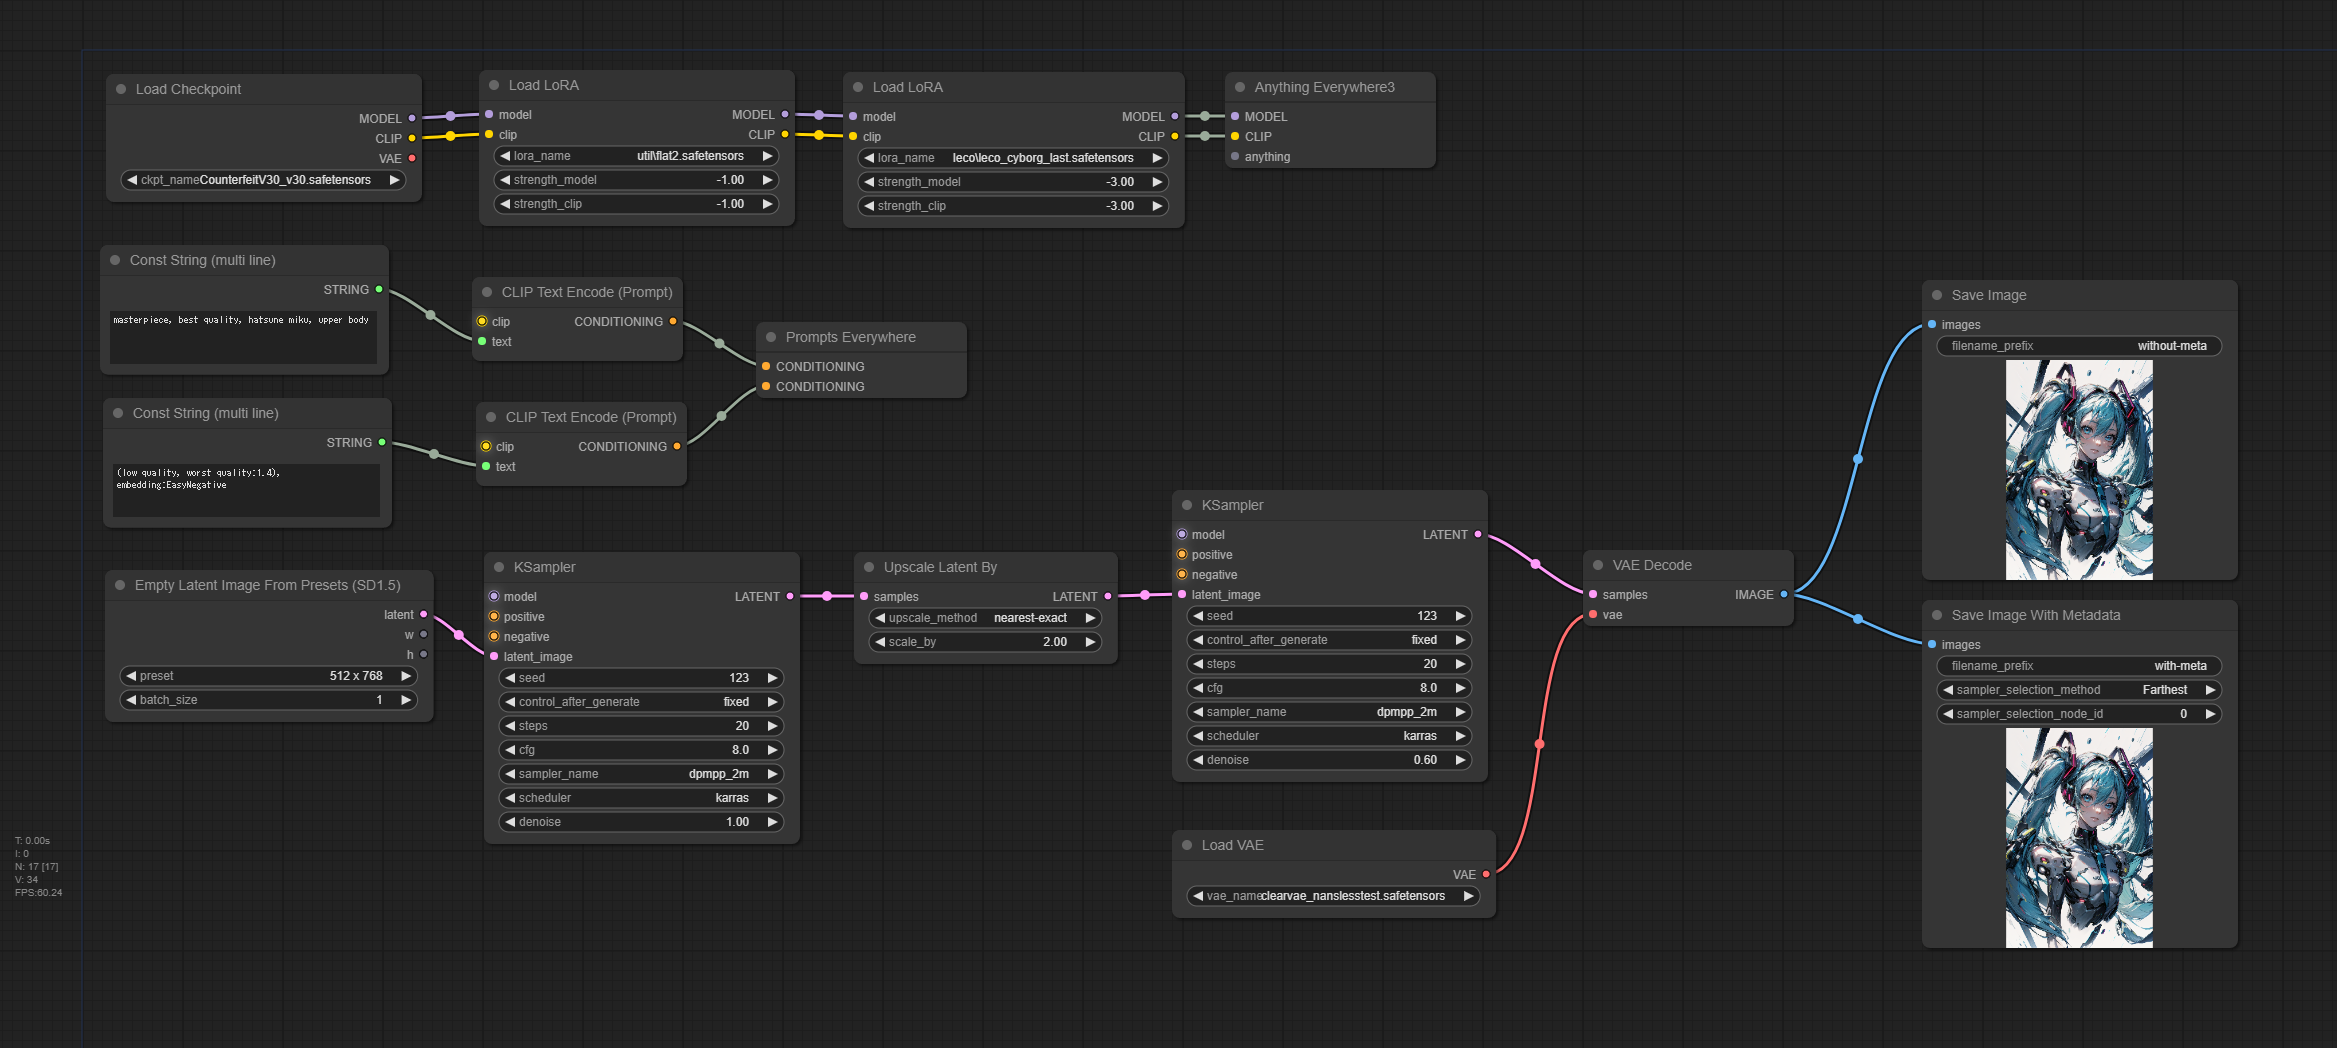 Load Checkpoint
MODEL
CLIP
VAE
ckpt_name CounterfeitV30_v30.safetensors
Load LoRA
model MODEL
clip CLIP
lora_name util\flat2.safetensors
strength_model -1.00
strength_clip -1.00
Load LoRA
model MODEL
clip CLIP
lora_name leco\leco_cyborg_last.safetensors
strength_model -3.00
strength_clip -3.00
Anything Everywhere3
MODEL
CLIP
anything
Const String (multi line)
STRING
masterpiece, best quality, hatsune miku, upper body
CLIP Text Encode (Prompt)
clip CONDITIONING
text
Prompts Everywhere
CONDITIONING
CONDITIONING
Const String (multi line)
STRING
(low quality, worst quality:1.4),
embedding:EasyNegative
CLIP Text Encode (Prompt)
clip CONDITIONING
text
Empty Latent Image From Presets (SD1.5)
latent
w
h
preset 512 x 768
batch_size 1
KSampler
model LATENT
positive
negative
latent_image
seed 123
control_after_generate fixed
steps 20
cfg 8.0
sampler_name dpmpp_2m
scheduler karras
denoise 1.00
Upscale Latent By
samples LATENT
upscale_method nearest-exact
scale_by 2.00
KSampler
model LATENT
positive
negative
latent_image
seed 123
control_after_generate fixed
steps 20
cfg 8.0
sampler_name dpmpp_2m
scheduler karras
denoise 0.60
Load VAE
VAE
vae_name clearvae_nanslesstest.safetensors
VAE Decode
samples IMAGE
vae
Save Image
images
filename_prefix without-meta
Save Image With Metadata
images
filename_prefix with-meta
sampler_selection_method Farthest
sampler_selection_node_id 0
T: 0.00s
I: 0
N: 17 [17]
V: 34
FPS:60.24